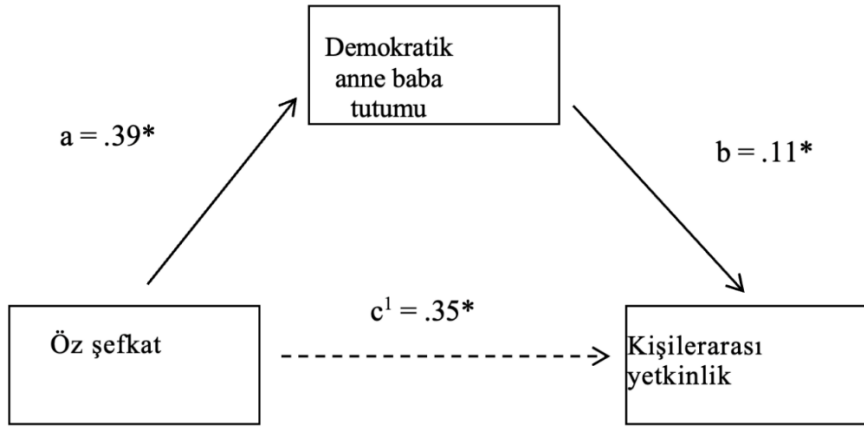 Demokratik
anne baba
tutumu
a = .39*
b = .11*
c¹ = .35*
Öz şefkat
Kişilerarası
yetkinlik